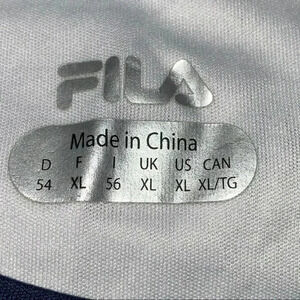 FILA
Made in China
D F I UK US CAN
54 XL 56 XL XL XL/TG